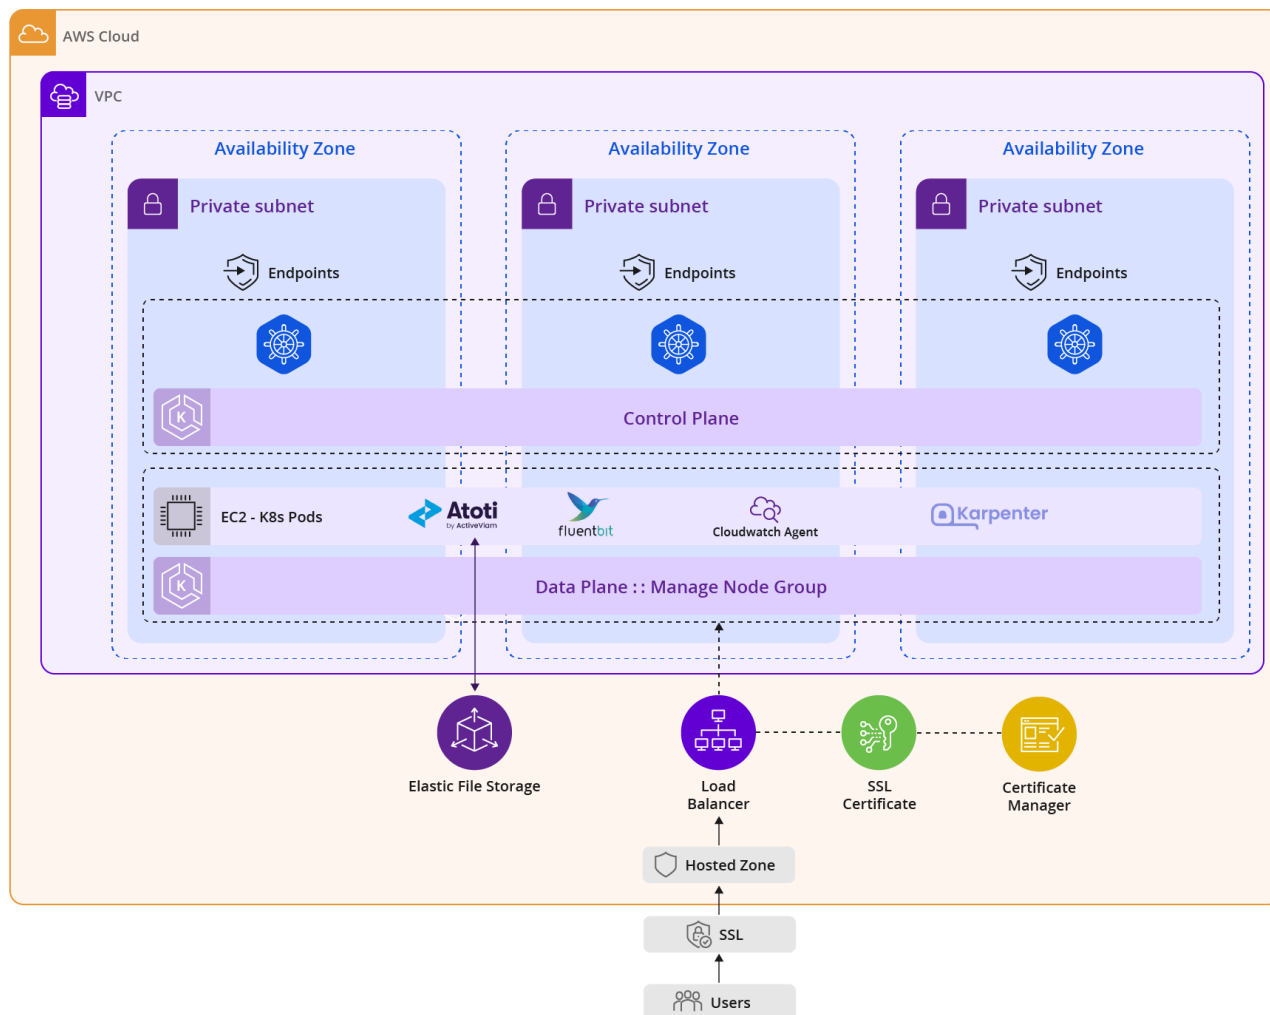 AWS Cloud
VPC
Availability Zone
Availability Zone
Availability Zone
Private subnet
Private subnet
Private subnet
Endpoints
Endpoints
Endpoints
K
Control Plane
EC2 - K8s Pods
Atoti
by ActiveViam
fluentbit
Cloudwatch Agent
Karpenter
K
Data Plane :: Manage Node Group
Elastic File Storage
Load
Balancer
SSL
Certificate
Certificate
Manager
Hosted Zone
SSL
Users